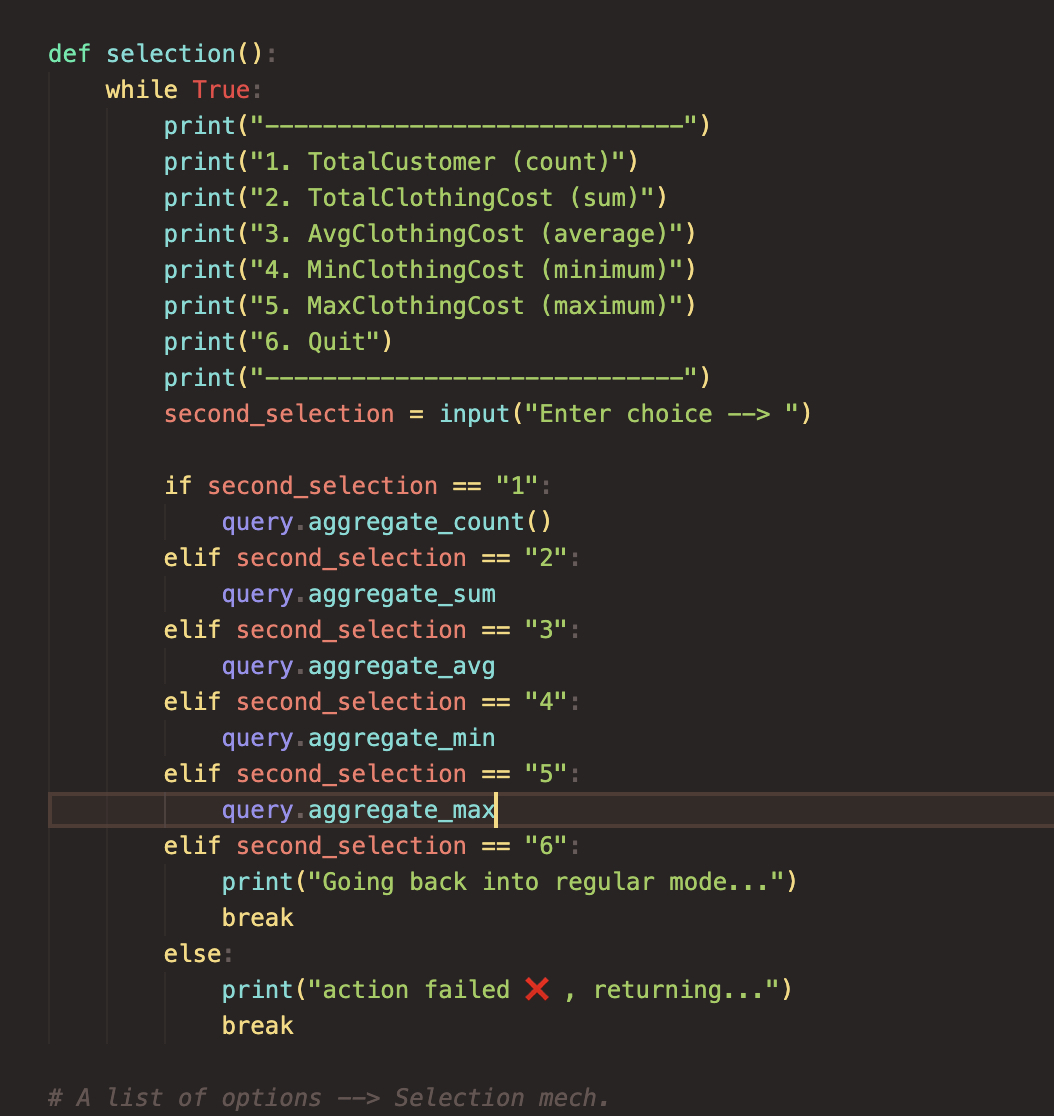 def selection():
    while True:
        print("-----------------------------")
        print("1. TotalCustomer (count)")
        print("2. TotalClothingCost (sum)")
        print("3. AvgClothingCost (average)")
        print("4. MinClothingCost (minimum)")
        print("5. MaxClothingCost (maximum)")
        print("6. Quit")
        print("-----------------------------")
        second_selection = input("Enter choice --> ")

        if second_selection == "1":
            query.aggregate_count()
        elif second_selection == "2":
            query.aggregate_sum
        elif second_selection == "3":
            query.aggregate_avg
        elif second_selection == "4":
            query.aggregate_min
        elif second_selection == "5":
            query.aggregate_max
        elif second_selection == "6":
            print("Going back into regular mode...")
            break
        else:
            print("action failed ❌ , returning...")
            break

# A list of options --> Selection mech.